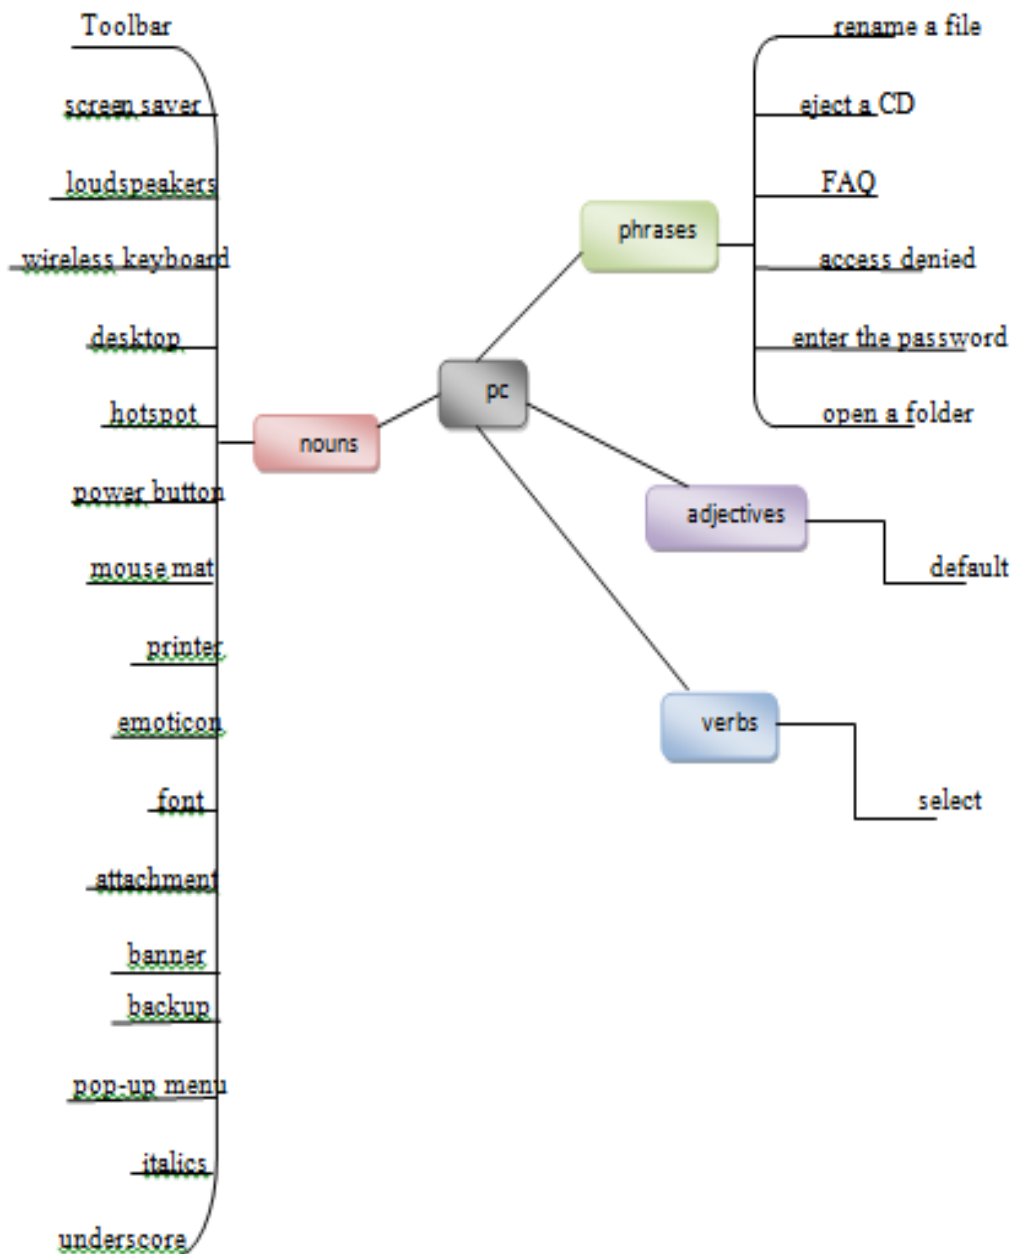 Toolbar
screen saver
loudspeakers
wireless keyboard
desktop
hotspot
power button
mouse mat
printer
emoticon
font
attachment
banner
backup
pop-up menu
italics
underscore
nouns
pc
phrases
rename a file
eject a CD
FAQ
access denied
enter the password
open a folder
adjectives
default
verbs
select